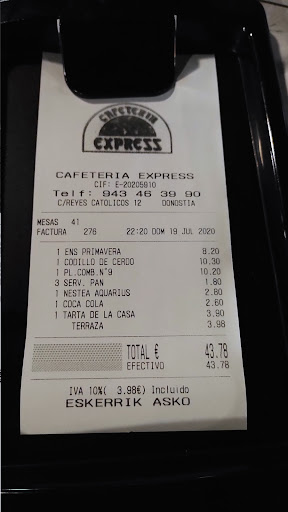 CAFETERIA
EXPRESS
CAFETERIA EXPRESS
CIF: E-20205910
Telf: 943 46 39 90
C/REYES CATOLICOS 12 DONOSTIA
MESAS 41
FACTURA 276 22:20 DOM 19 JUL 2020
1 ENS PRIMAVERA 8.20
1 CODILLO DE CERDO 10.30
1 PL.COMB.Nº9 10.20
3 SERV. PAN 1.80
1 NESTEA AQUARIUS 2.80
1 COCA COLA 2.60
1 TARTA DE LA CASA 3.90
TERRAZA 3.98
TOTAL € 43.78
EFECTIVO 43.78
IVA 10%( 3.98€) Incluido
ESKERRIK ASKO